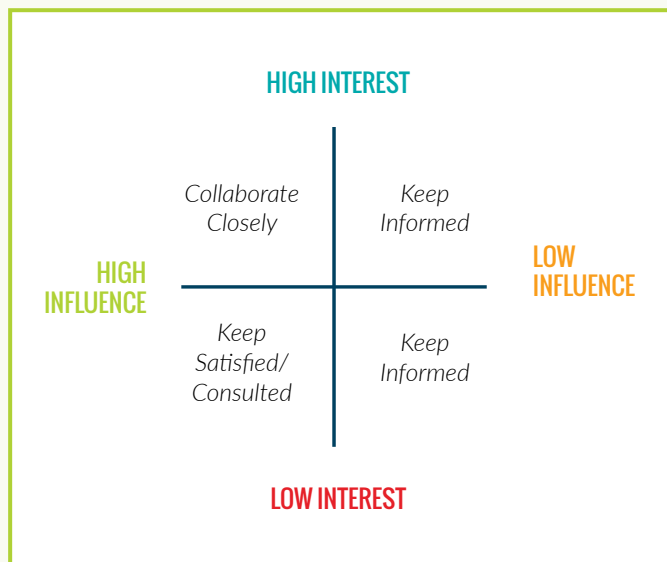 HIGH INTEREST
Collaborate
Closely
Keep
Informed
HIGH
INFLUENCE
LOW
INFLUENCE
Keep
Satisfied/
Consulted
Keep
Informed
LOW INTEREST